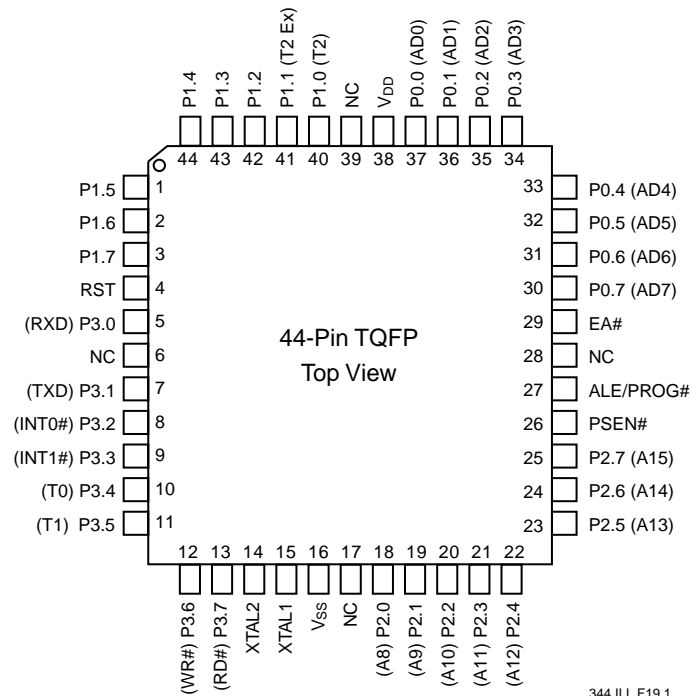 P1.4
P1.3
P1.2
P1.1 (T2 Ex)
P1.0 (T2)
NC
VDD
P0.0 (AD0)
P0.1 (AD1)
P0.2 (AD2)
P0.3 (AD3)
44 43 42 41 40 39 38 37 36 35 34
P1.5 1
P1.6 2
P1.7 3
RST 4
(RXD) P3.0 5
NC 6
(TXD) P3.1 7
(INT0#) P3.2 8
(INT1#) P3.3 9
(T0) P3.4 10
(T1) P3.5 11
44-Pin TQFP
Top View
33 P0.4 (AD4)
32 P0.5 (AD5)
31 P0.6 (AD6)
30 P0.7 (AD7)
29 EA#
28 NC
27 ALE/PROG#
26 PSEN#
25 P2.7 (A15)
24 P2.6 (A14)
23 P2.5 (A13)
12 13 14 15 16 17 18 19 20 21 22
(WR#) P3.6
(RD#) P3.7
XTAL2
XTAL1
VSS
NC
(A8) P2.0
(A9) P2.1
(A10) P2.2
(A11) P2.3
(A12) P2.4
344 ILL F19.1